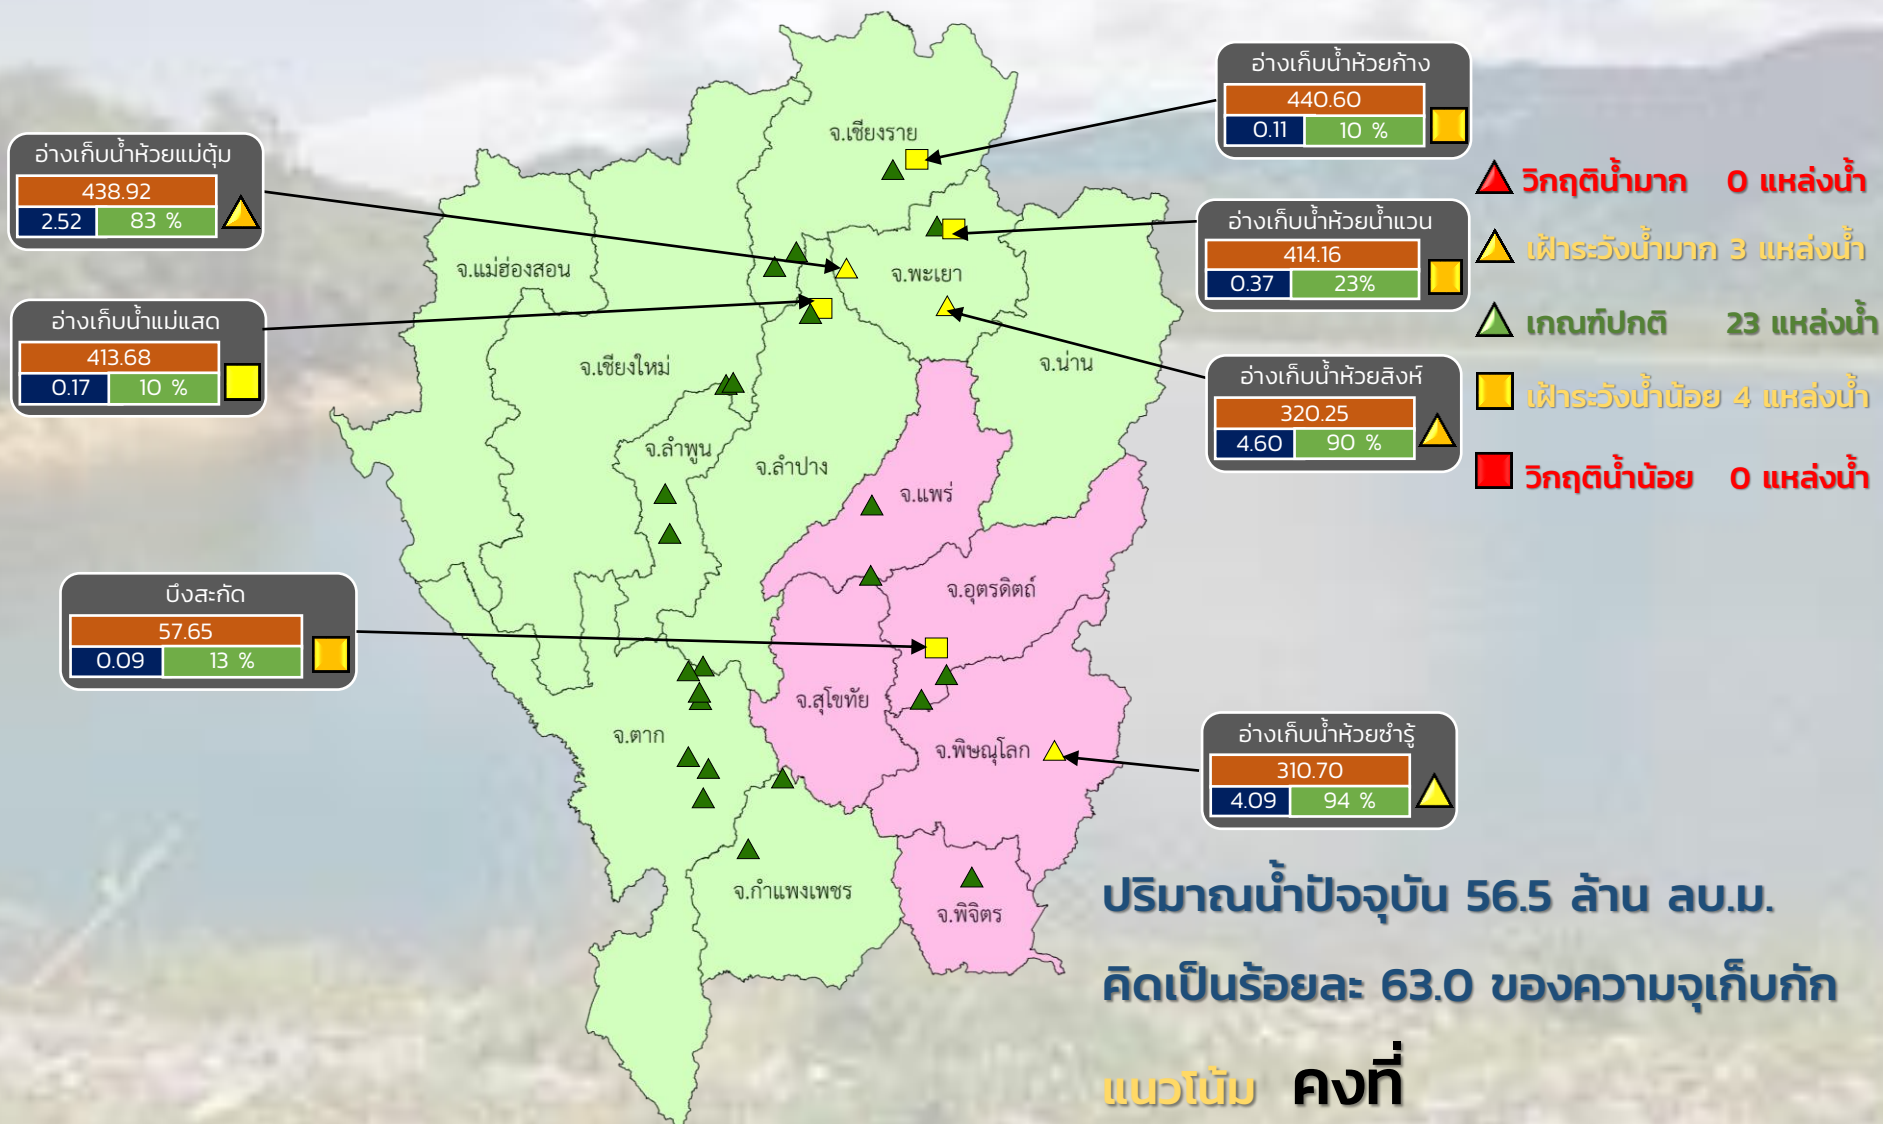 อ่างเก็บน้ำห้วยก้าง
440.60
0.11 10 %
อ่างเก็บน้ำห้วยแม่ตุ้ม
438.92
2.52 83 %
อ่างเก็บน้ำห้วยน้ำแวน
414.16
0.37 23%
อ่างเก็บน้ำแม่แสด
413.68
0.17 10 %
อ่างเก็บน้ำห้วยสิงห์
320.25
4.60 90 %
บึงสะกัด
57.65
0.09 13 %
อ่างเก็บน้ำห้วยซำรู้
310.70
4.09 94 %
จ.เชียงราย
จ.แม่ฮ่องสอน
จ.พะเยา
จ.เชียงใหม่
จ.น่าน
จ.ลำพูน
จ.ลำปาง
จ.แพร่
จ.อุตรดิตถ์
จ.สุโขทัย
จ.ตาก
จ.พิษณุโลก
จ.กำแพงเพชร
จ.พิจิตร
วิกฤติน้ำมาก 0 แหล่งน้ำ
เฝ้าระวังน้ำมาก 3 แหล่งน้ำ
เกณฑ์ปกติ 23 แหล่งน้ำ
เฝ้าระวังน้ำน้อย 4 แหล่งน้ำ
วิกฤติน้ำน้อย 0 แหล่งน้ำ
ปริมาณน้ำปัจจุบัน 56.5 ล้าน ลบ.ม.
คิดเป็นร้อยละ 63.0 ของความจุเก็บกัก
แนวโน้ม คงที่